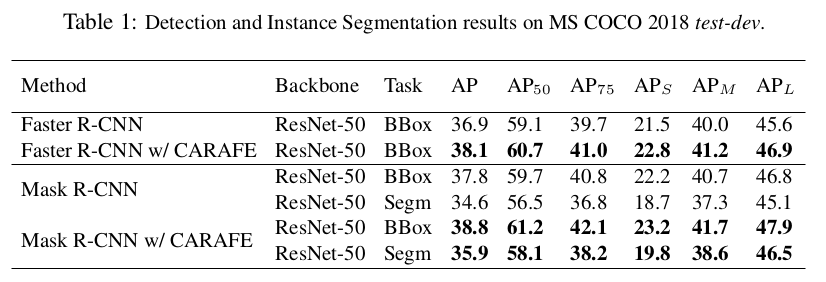 Table 1: Detection and Instance Segmentation results on MS COCO 2018 test-dev.
Method Backbone Task AP AP50 AP75 APS APM APL
Faster R-CNN ResNet-50 BBox 36.9 59.1 39.7 21.5 40.0 45.6
Faster R-CNN w/ CARAFE ResNet-50 BBox 38.1 60.7 41.0 22.8 41.2 46.9
Mask R-CNN
ResNet-50 BBox 37.8 59.7 40.8 22.2 40.7 46.8
ResNet-50 Segm 34.6 56.5 36.8 18.7 37.3 45.1
Mask R-CNN w/ CARAFE
ResNet-50 BBox 38.8 61.2 42.1 23.2 41.7 47.9
ResNet-50 Segm 35.9 58.1 38.2 19.8 38.6 46.5